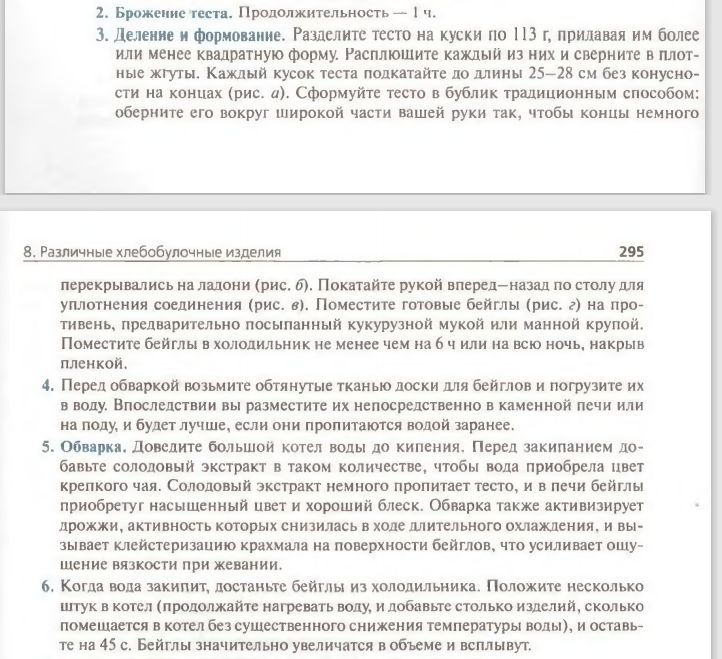 2. Брожение теста. Продолжительность — 1 ч.
3. Деление и формование. Разделите тесто на куски по 113 г, придавая им более
или менее квадратную форму. Расплющите каждый из них и сверните в плот-
ные жгуты. Каждый кусок теста подкатайте до длины 25–28 см без конусно-
сти на концах (рис. а). Сформуйте тесто в бублик традиционным способом:
оберните его вокруг широкой части вашей руки так, чтобы концы немного
8. Различные хлебобулочные изделия 295
перекрывались на ладони (рис. б). Покатайте рукой вперед–назад по столу для
уплотнения соединения (рис. в). Поместите готовые бейглы (рис. г) на про-
тивень, предварительно посыпанный кукурузной мукой или манной крупой.
Поместите бейглы в холодильник не менее чем на 6 ч или на всю ночь, накрыв
пленкой.
4. Перед обваркой возьмите обтянутые тканью доски для бейглов и погрузите их
в воду. Впоследствии вы разместите их непосредственно в каменной печи или
на поду, и будет лучше, если они пропитаются водой заранее.
5. Обварка. Доведите большой котел воды до кипения. Перед закипанием до-
бавьте солодовый экстракт в таком количестве, чтобы вода приобрела цвет
крепкого чая. Солодовый экстракт немного пропитает тесто, и в печи бейглы
приобретут насыщенный цвет и хороший блеск. Обварка также активизирует
дрожжи, активность которых снизилась в ходе длительного охлаждения, и вы-
зывает клейстеризацию крахмала на поверхности бейглов, что усиливает ощу-
щение вязкости при жевании.
6. Когда вода закипит, достаньте бейглы из холодильника. Положите несколько
штук в котел (продолжайте нагревать воду, и добавьте столько изделий, сколько
помещается в котел без существенного снижения температуры воды), и оставь-
те на 45 с. Бейглы значительно увеличатся в объеме и всплывут.